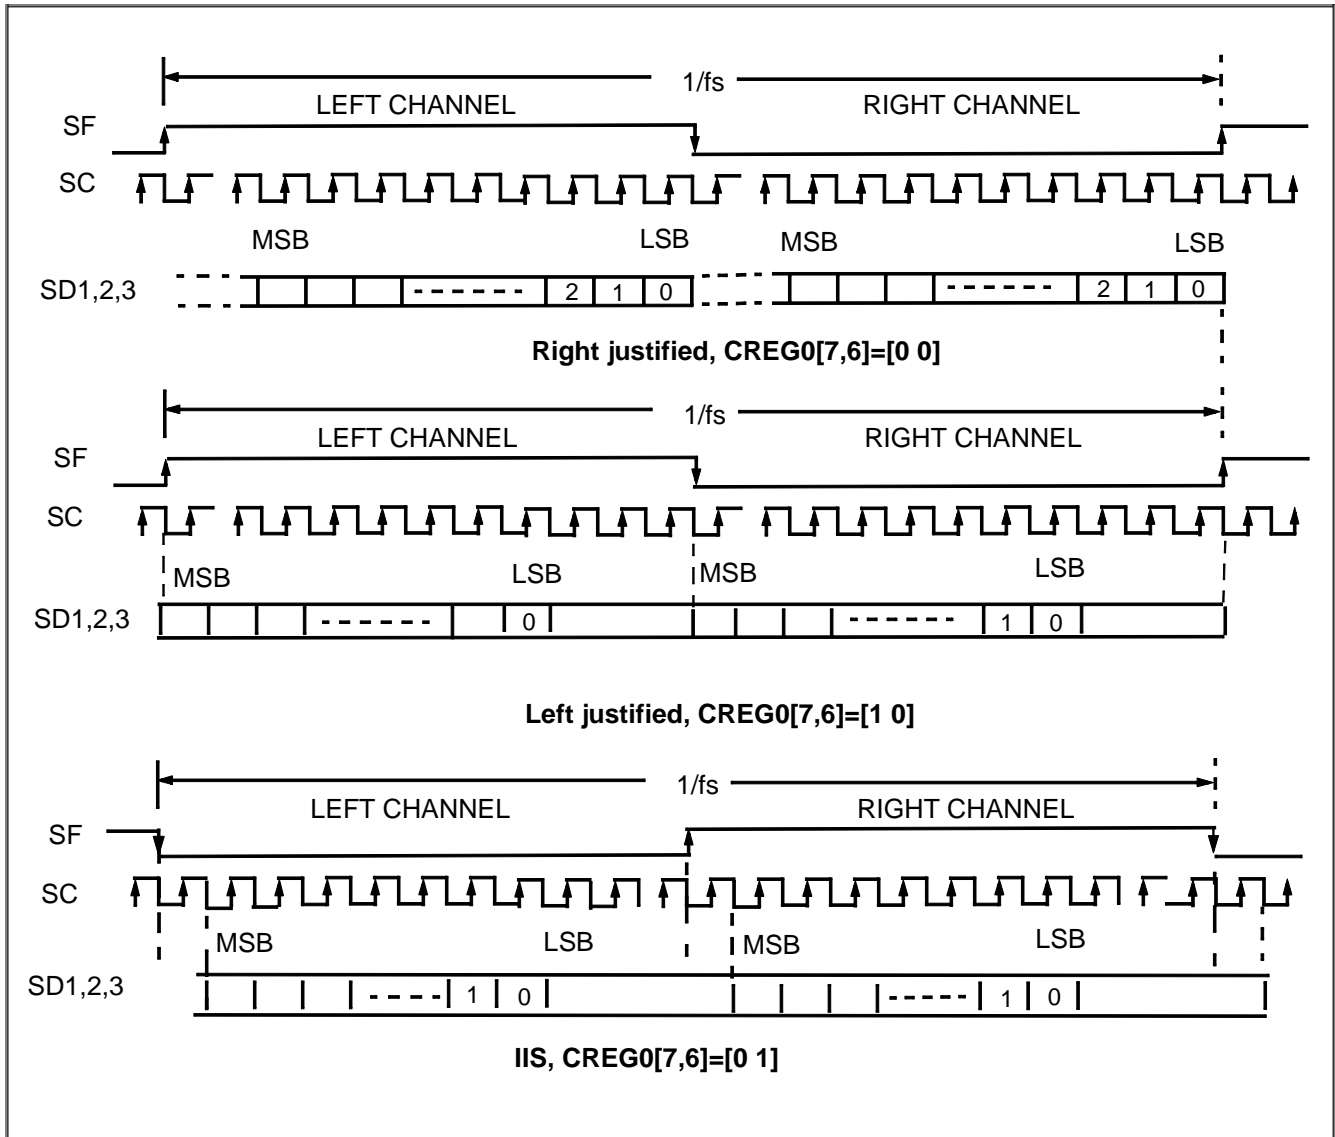 1/fs
LEFT CHANNEL RIGHT CHANNEL
SF
SC
MSB LSB MSB LSB
SD1,2,3 2 1 0 2 1 0
Right justified, CREG0[7,6]=[0 0]
1/fs
LEFT CHANNEL RIGHT CHANNEL
SF
SC
MSB LSB MSB LSB
SD1,2,3 0 1 0
Left justified, CREG0[7,6]=[1 0]
1/fs
LEFT CHANNEL RIGHT CHANNEL
SF
SC
MSB LSB MSB LSB
SD1,2,3 1 0 1 0
IIS, CREG0[7,6]=[0 1]